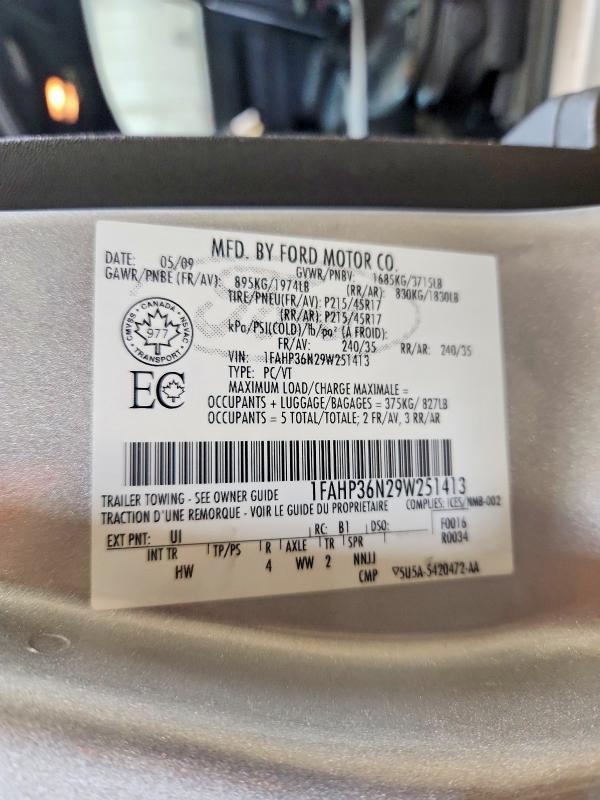 MFD. BY FORD MOTOR CO.
DATE: 05/09 GVWR/PNBV: 1685KG/3715LB
GAWR/PNBE (FR/AV): 895KG/1974LB (RR/AR): 830KG/1830LB
TIRE/PNEU(FR/AV): P215/45R17
(RR/AR): P215/45R17
kPa/PSI(COLD)/lb/po² (A FROID):
FR/AV: 240/35 RR/AR: 240/35
VIN: 1FAHP36N29W251413
TYPE: PC/VT
CMVSS - CANADA - NSVAC
977
TRANSPORT
EC
MAXIMUM LOAD/CHARGE MAXIMALE =
OCCUPANTS + LUGGAGE/BAGAGES = 375KG/ 827LB
OCCUPANTS = 5 TOTAL/TOTALE; 2 FR/AV, 3 RR/AR
1FAHP36N29W251413
TRAILER TOWING - SEE OWNER GUIDE
TRACTION D'UNE REMORQUE - VOIR LE GUIDE DU PROPRIETAIRE
COMPLIES: ICES/NMB-002
EXT PNT: UI RC: B1 DSO: F0016
R0034
INT TR TP/PS R AXLE TR SPR
HW 4 WW 2 NNJJ
CMP 5U5A-5420472-AA